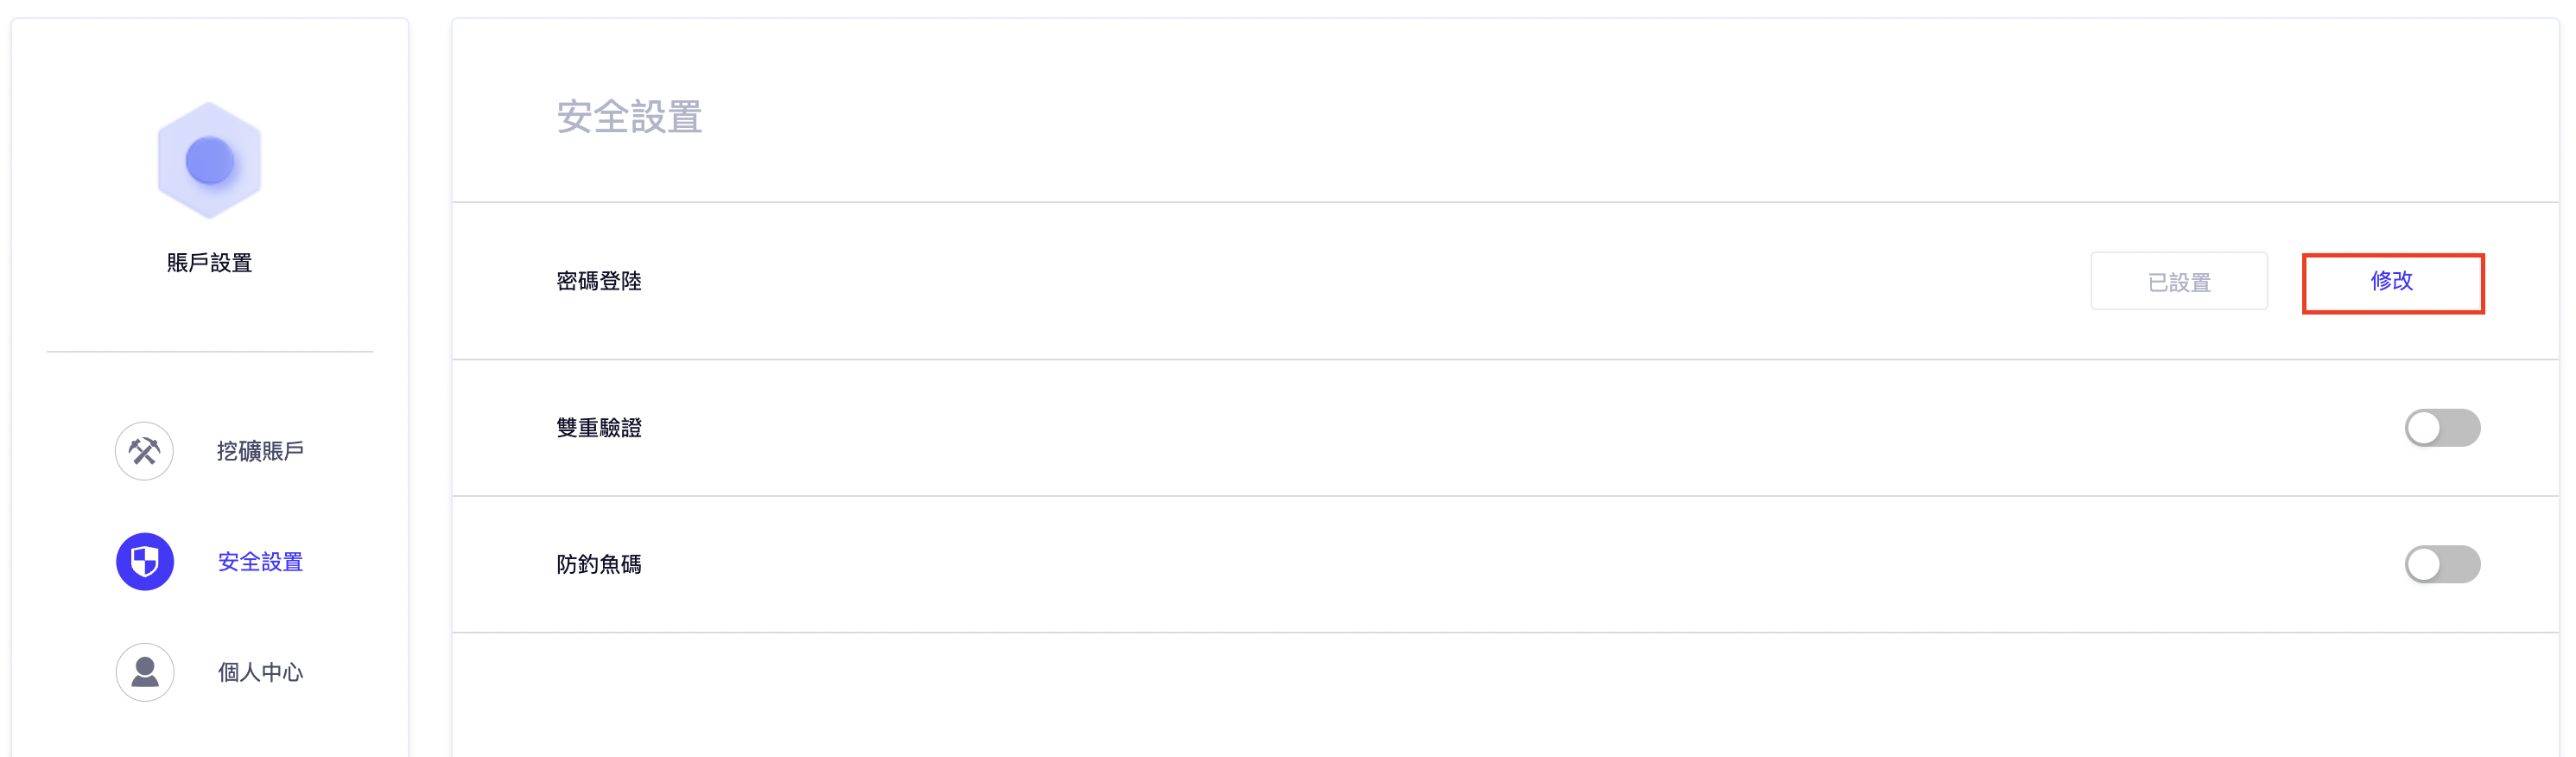 賬戶設置
挖礦賬戶
安全設置
個人中心
安全設置
密碼登陸
已設置
修改
雙重驗證
防釣魚碼